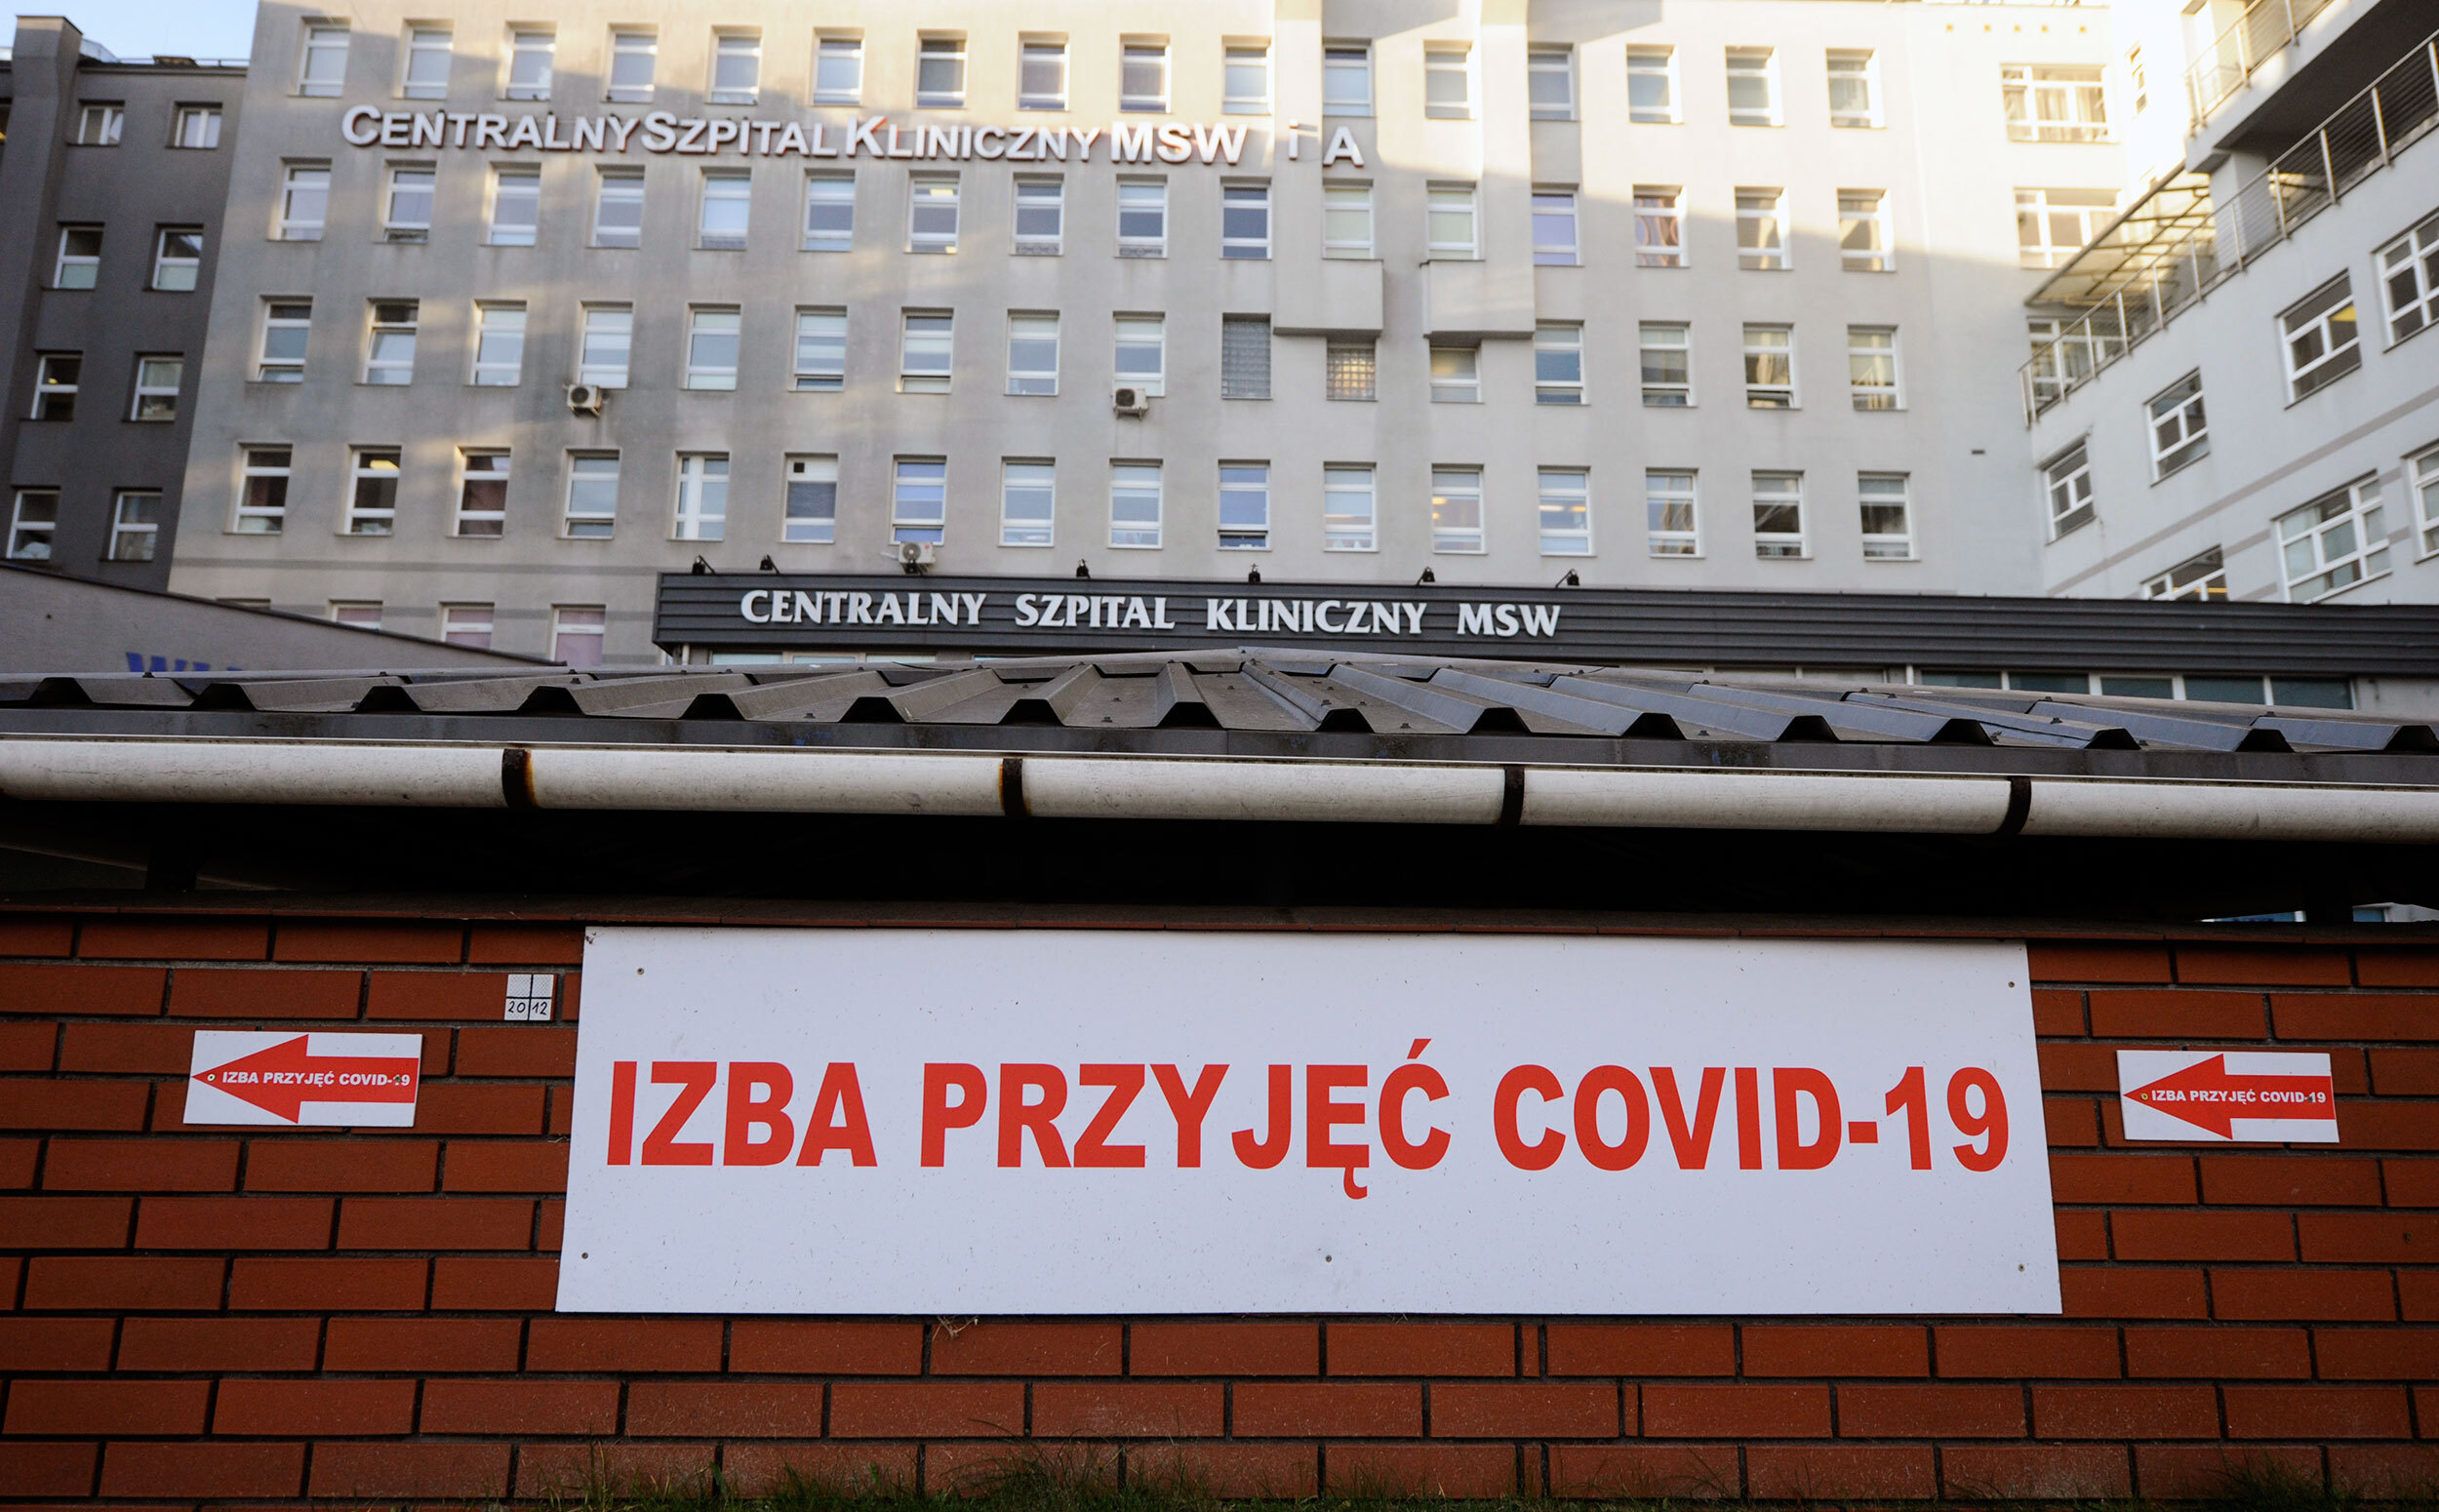 CENTRALNY SZPITAL KLINICZNY MSW i A
CENTRALNY SZPITAL KLINICZNY MSW
2012
IZBA PRZYJĘĆ COVID-19
IZBA PRZYJĘĆ COVID-19
IZBA PRZYJĘĆ COVID-19